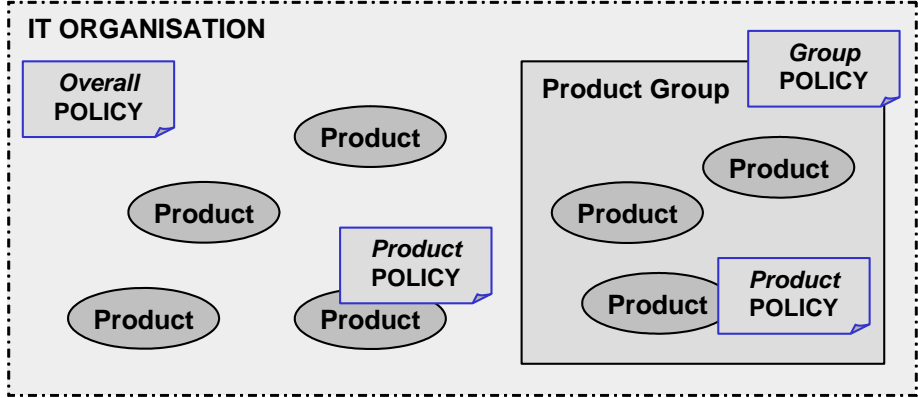 IT ORGANISATION
Overall
POLICY
Product
Product
Product
POLICY
Product
Product
Group
POLICY
Product Group
Product
Product
Product
Product
POLICY